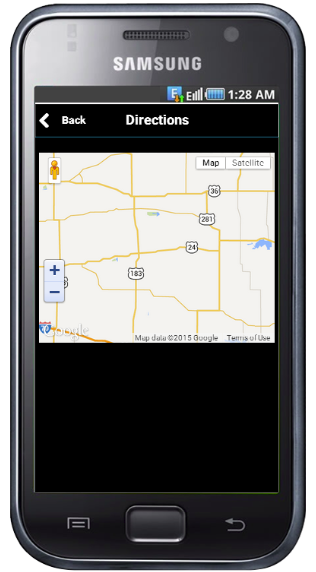 SAMSUNG
E 1:28 AM
Back Directions
Map Satellite
36
281
24
+
183
−
70
Google
Map data ©2015 Google Terms of Use